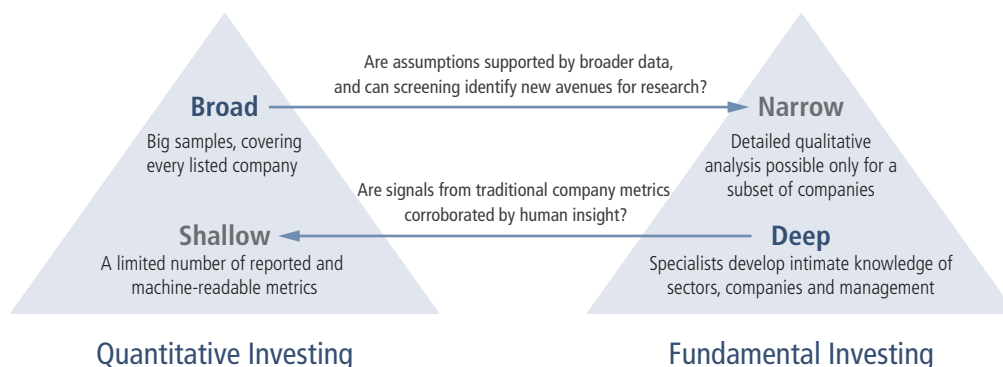 Are assumptions supported by broader data,
and can screening identify new avenues for research?
Broad
Big samples, covering
every listed company
Narrow
Detailed qualitative
analysis possible only for a
subset of companies
Are signals from traditional company metrics
corroborated by human insight?
Shallow
A limited number of reported and
machine-readable metrics
Deep
Specialists develop intimate knowledge of
sectors, companies and management
Quantitative Investing
Fundamental Investing